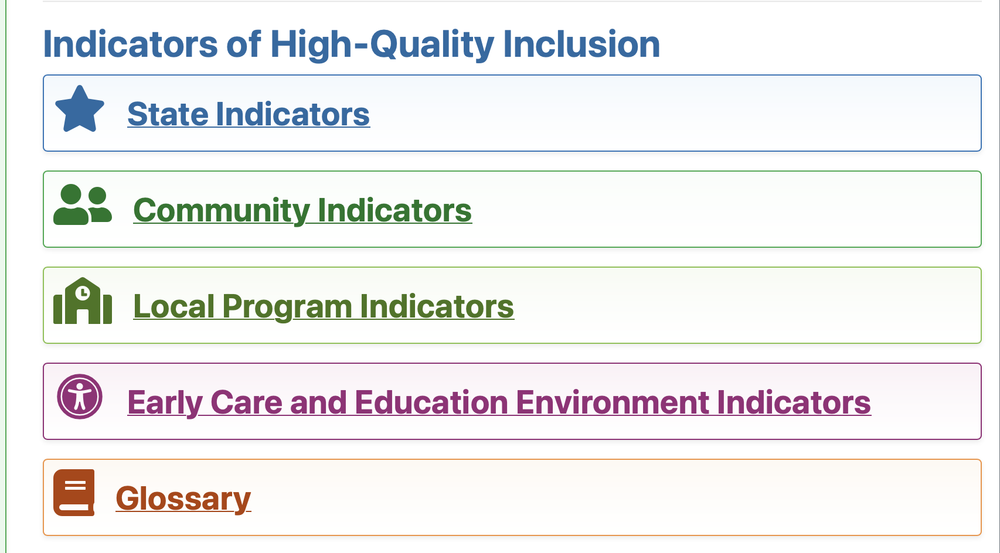 Indicators of High-Quality Inclusion
State Indicators
Community Indicators
Local Program Indicators
Early Care and Education Environment Indicators
Glossary